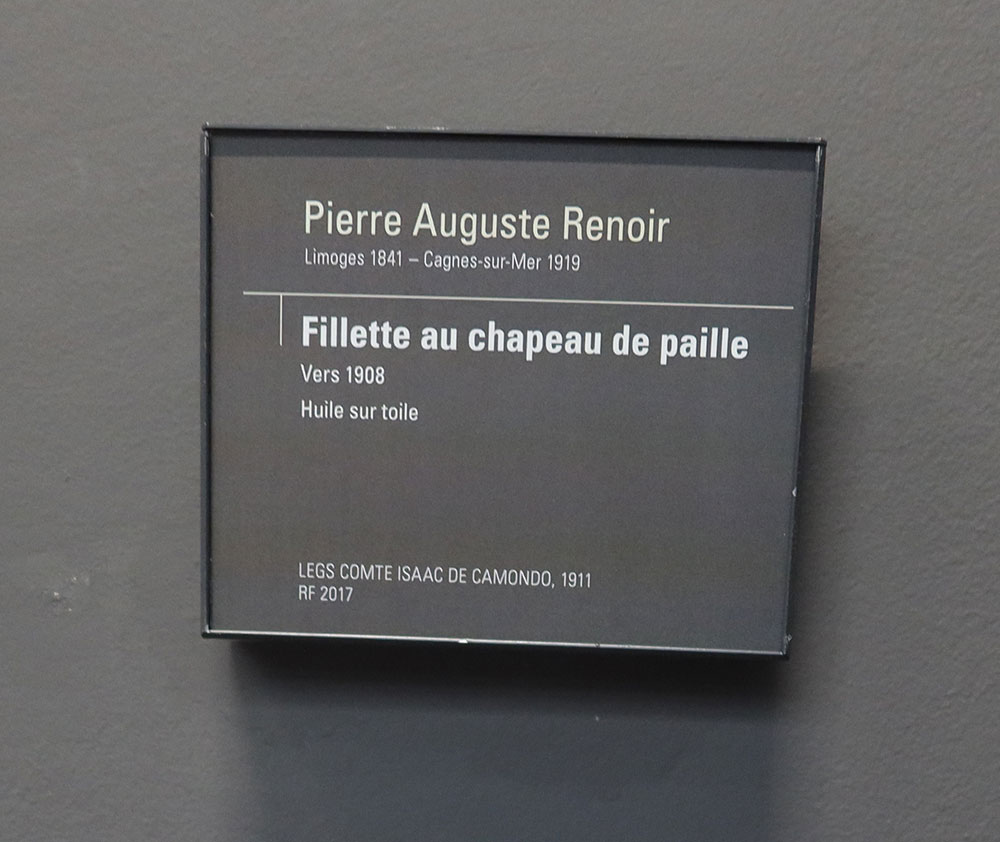 Pierre Auguste Renoir
Limoges 1841 – Cagnes-sur-Mer 1919
Fillette au chapeau de paille
Vers 1908
Huile sur toile
LEGS COMTE ISAAC DE CAMONDO, 1911
RF 2017